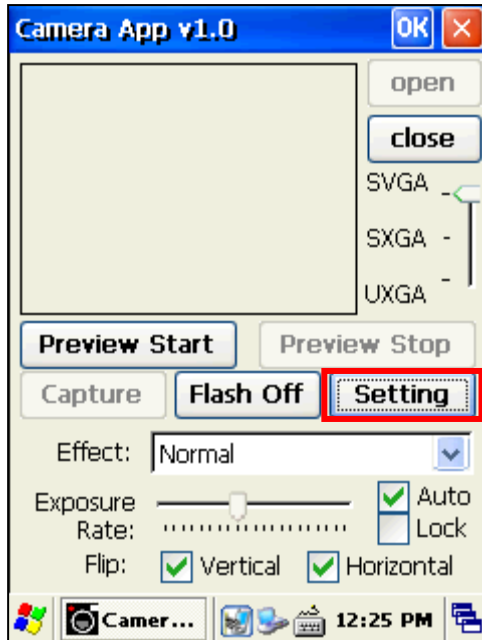 Camera App v1.0 OK
open
close
SVGA
SXGA
UXGA
Preview Start Preview Stop
Capture Flash Off Setting
Effect: Normal
Exposure Rate: Auto
Lock
Flip: Vertical Horizontal
Camer... 12:25 PM